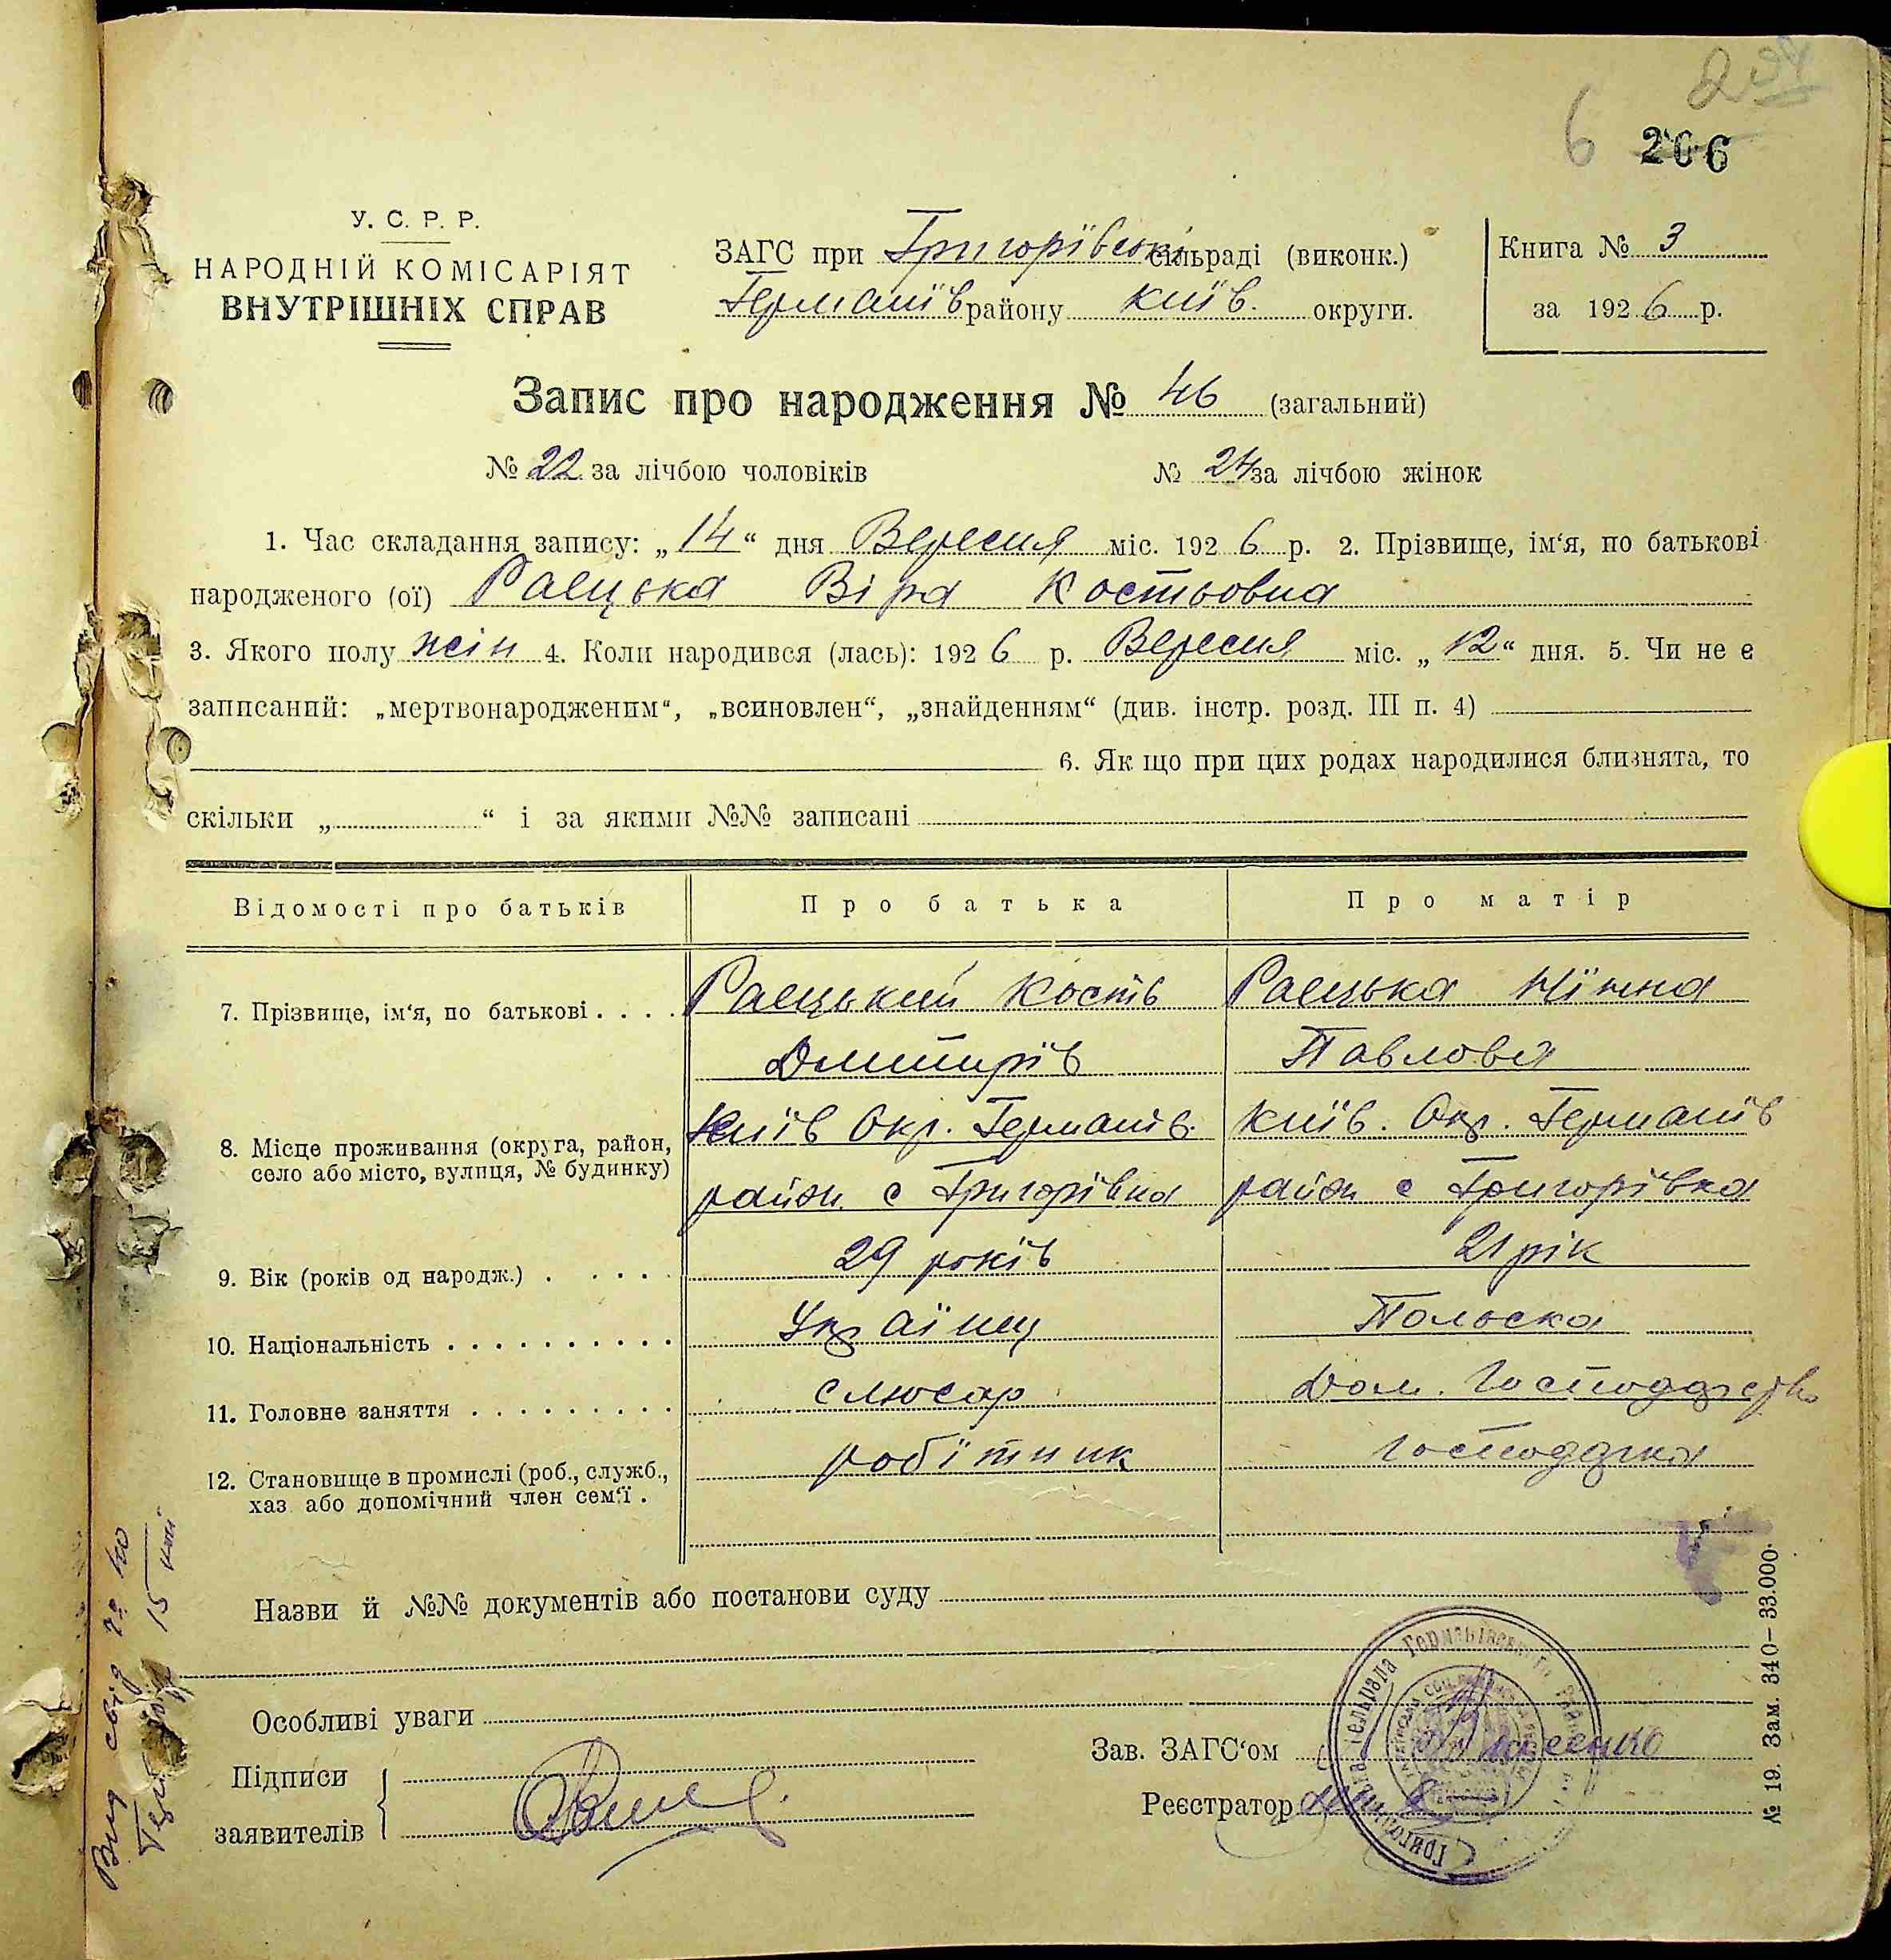 206
6
У. С. Р. Р.
НАРОДНІЙ КОМІСАРІЯТ
ВНУТРІШНІХ СПРАВ
ЗАГС при Григорівські сільраді (виконк.)
Германів району Київ. округи.
Книга № 3
за 1926 р.
Запис про народження № 46 (загальний)
№ 22 за лічбою чоловіків № 24 за лічбою жінок
1. Час складання запису: „14“ дня Вересня міс. 1926 р. 2. Прізвище, ім‘я, по батькові
народженого (ої) Раецька Віра Костьовна
3. Якого полу жін 4. Коли народився (лась): 1926 р. Вересня міс. „12“ дня. 5. Чи не є
записаний: „мертвонародженим“, „всиновлен“, „знайденням“ (див. інстр. розд. III п. 4)
6. Як що при цих родах народилися близнята, то
скільки „ “ і за якими №№ записані
Відомості про батьків Про батька Про матір
7. Прізвище, ім‘я, по батькові . . . . Раецький Кость Раецька Нїнна
Дмитрів Павлова
8. Місце проживання (округа, район, Київ Окр. Германів. Київ. Окр. Германів
село або місто, вулиця, № будинку) район с Григорівка район с Григорівка
9. Вік (років од народж.) . . . . . 29 років 21 рік
10. Національність . . . . . . . . . . Україиец Польска
11. Головне заняття . . . . . . . . . слюсар Дом. Господарств
12. Становище в промислі (роб., служб., робїтник господарка
хаз. або допомічний член сем‘ї .
Назви й №№ документів або постанови суду
Особливі уваги
Підписи
заявителів
Зав. ЗАГС‘ом
Реєстратор
№ 19. Зам. 340–33.000.